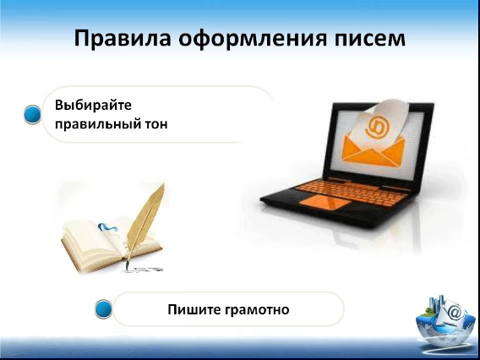 Правила оформления писем
Выбирайте
правильный тон
Пишите грамотно